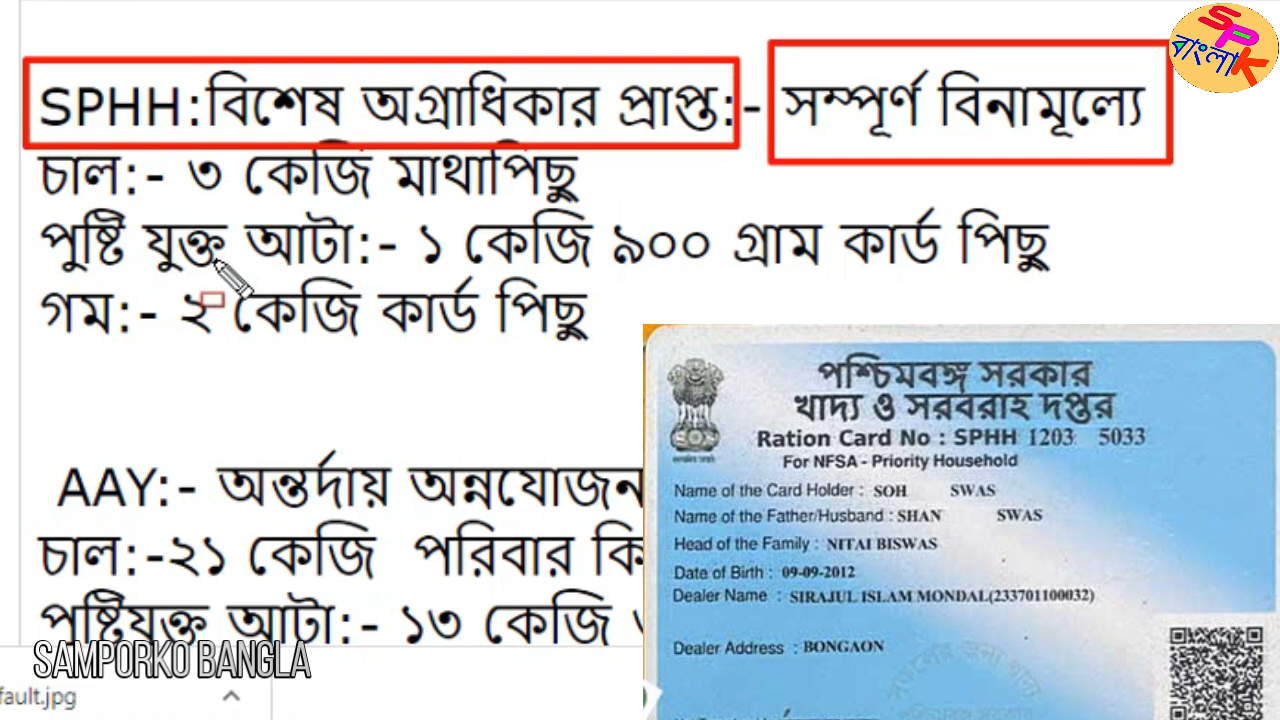 SPK
বাংলা
SPHH:বিশেষ অগ্রাধিকার প্রাপ্ত:- সম্পূর্ণ বিনামূল্যে
চাল:- ৩ কেজি মাথাপিছু
পুষ্টি যুক্ত আটা:- ১ কেজি ৯০০ গ্রাম কার্ড পিছু
গম:- ২ কেজি কার্ড পিছু
AAY:- অন্তর্দায় অন্নযোজন
চাল:-২১ কেজি পরিবার
পুষ্টিযুক্ত আটা:- ১৩ কেজি
SAMPORKO BANGLA
fault.jpg
পশ্চিমবঙ্গ সরকার
খাদ্য ও সরবরাহ দপ্তর
Ration Card No : SPHH 1203 5033
For NFSA - Priority Household
Name of the Card Holder : SOH SWAS
Name of the Father/Husband : SHAN SWAS
Head of the Family : NITAI BISWAS
Date of Birth : 09-09-2012
Dealer Name : SIRAJUL ISLAM MONDAL(233701100032)
Dealer Address : BONGAON